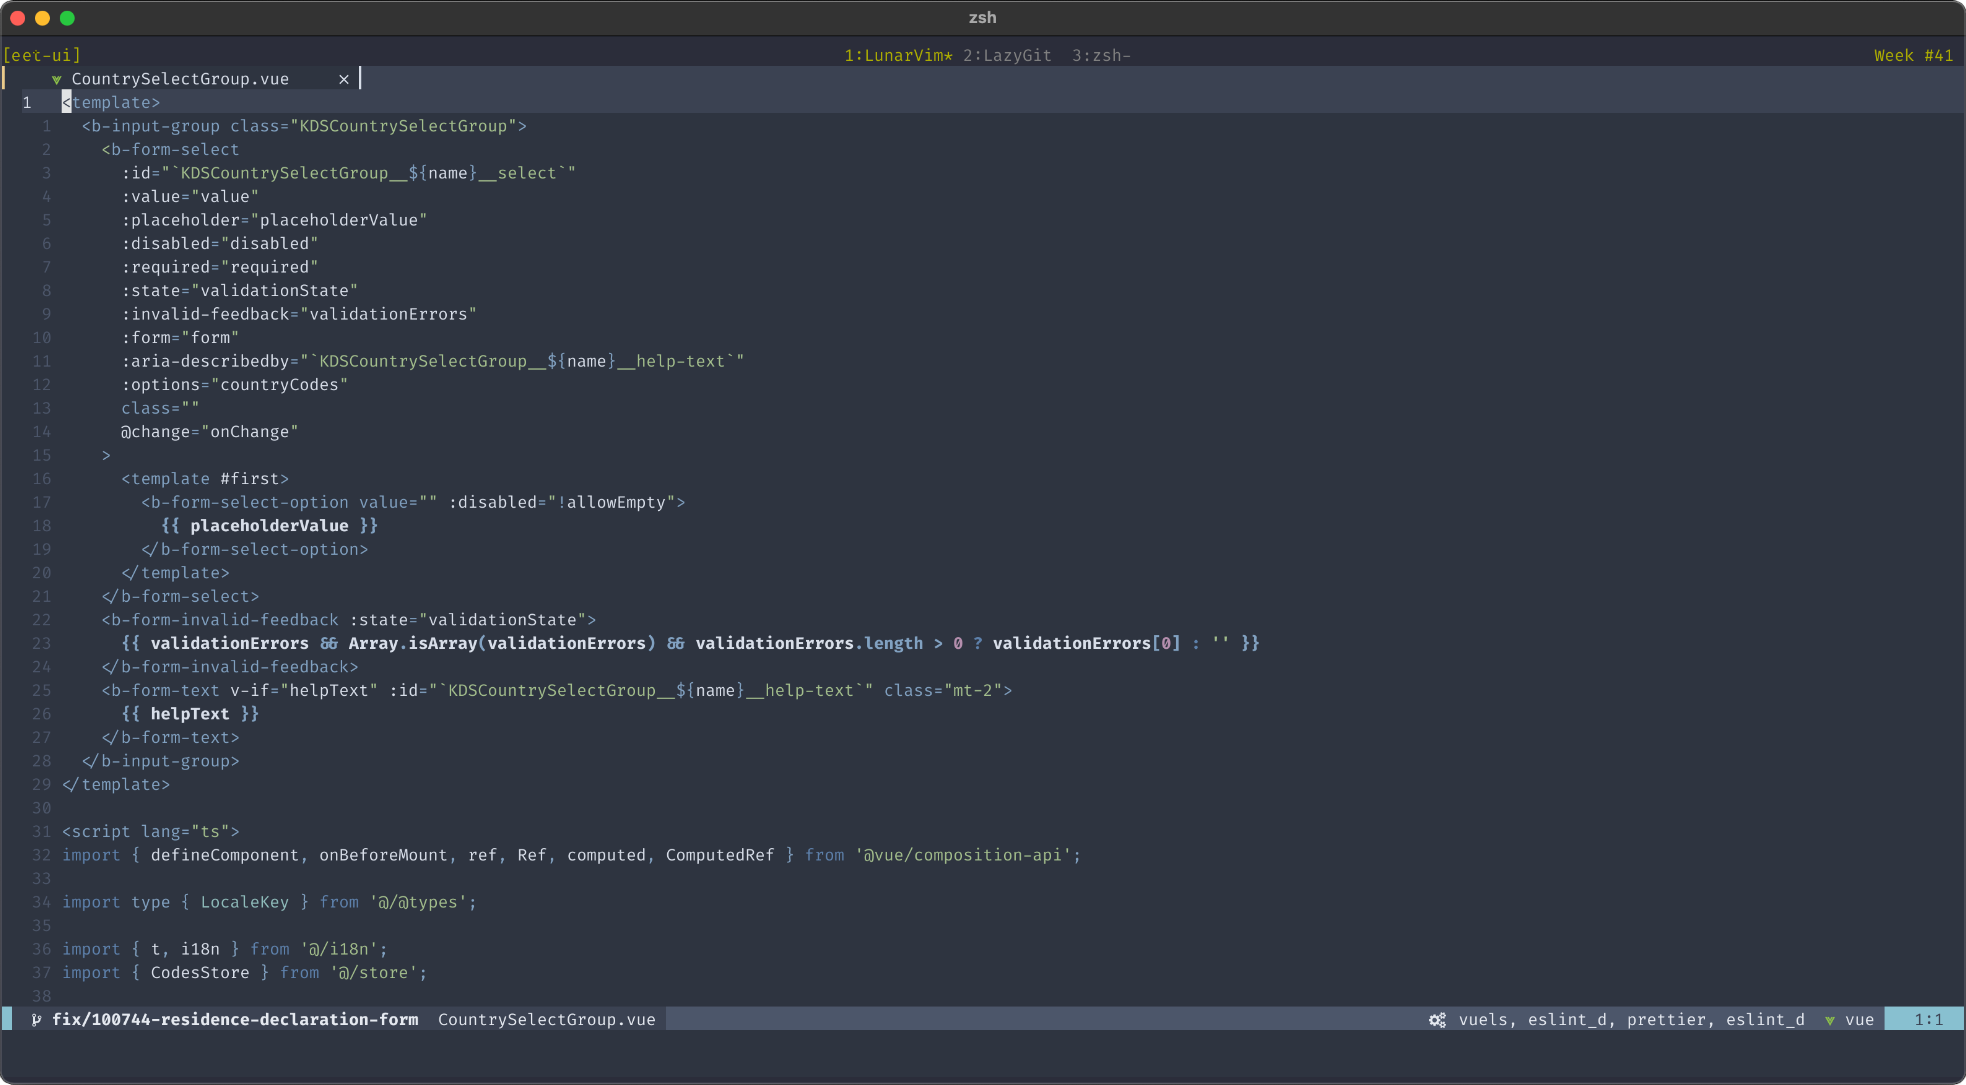 zsh
[eet-ui] 1:LunarVim* 2:LazyGit 3:zsh- Week #41
CountrySelectGroup.vue ×
1 <template>
1 <b-input-group class="KDSCountrySelectGroup">
2 <b-form-select
3 :id="`KDSCountrySelectGroup__${name}__select`"
4 :value="value"
5 :placeholder="placeholderValue"
6 :disabled="disabled"
7 :required="required"
8 :state="validationState"
9 :invalid-feedback="validationErrors"
10 :form="form"
11 :aria-describedby="`KDSCountrySelectGroup__${name}__help-text`"
12 :options="countryCodes"
13 class=""
14 @change="onChange"
15 >
16 <template #first>
17 <b-form-select-option value="" :disabled="!allowEmpty">
18 {{ placeholderValue }}
19 </b-form-select-option>
20 </template>
21 </b-form-select>
22 <b-form-invalid-feedback :state="validationState">
23 {{ validationErrors && Array.isArray(validationErrors) && validationErrors.length > 0 ? validationErrors[0] : '' }}
24 </b-form-invalid-feedback>
25 <b-form-text v-if="helpText" :id="`KDSCountrySelectGroup__${name}__help-text`" class="mt-2">
26 {{ helpText }}
27 </b-form-text>
28 </b-input-group>
29 </template>
30
31 <script lang="ts">
32 import { defineComponent, onBeforeMount, ref, Ref, computed, ComputedRef } from '@vue/composition-api';
33
34 import type { LocaleKey } from '@/@types';
35
36 import { t, i18n } from '@/i18n';
37 import { CodesStore } from '@/store';
38
fix/100744-residence-declaration-form CountrySelectGroup.vue vuels, eslint_d, prettier, eslint_d vue 1:1